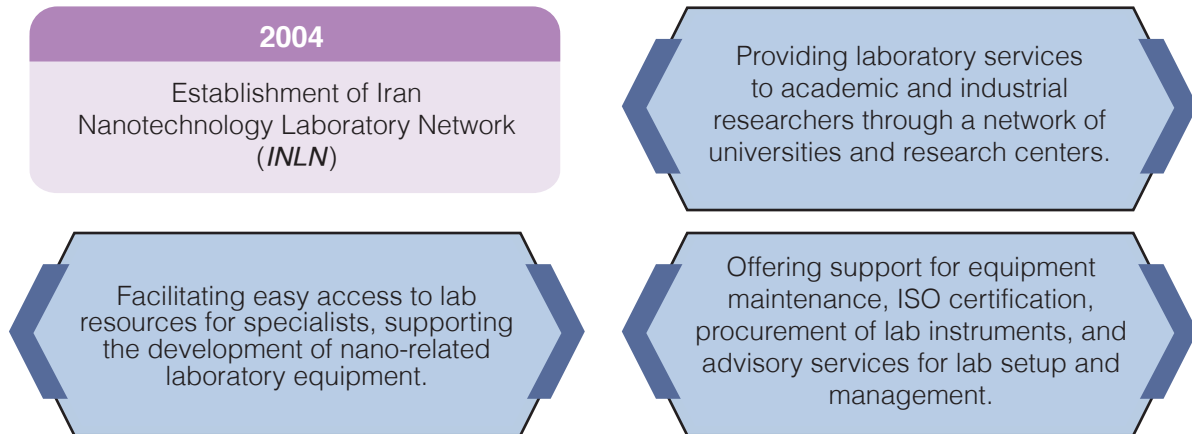 2004
Establishment of Iran
Nanotechnology Laboratory Network
(INLN)
Providing laboratory services
to academic and industrial
researchers through a network of
universities and research centers.
Facilitating easy access to lab
resources for specialists, supporting
the development of nano-related
laboratory equipment.
Offering support for equipment
maintenance, ISO certification,
procurement of lab instruments, and
advisory services for lab setup and
management.